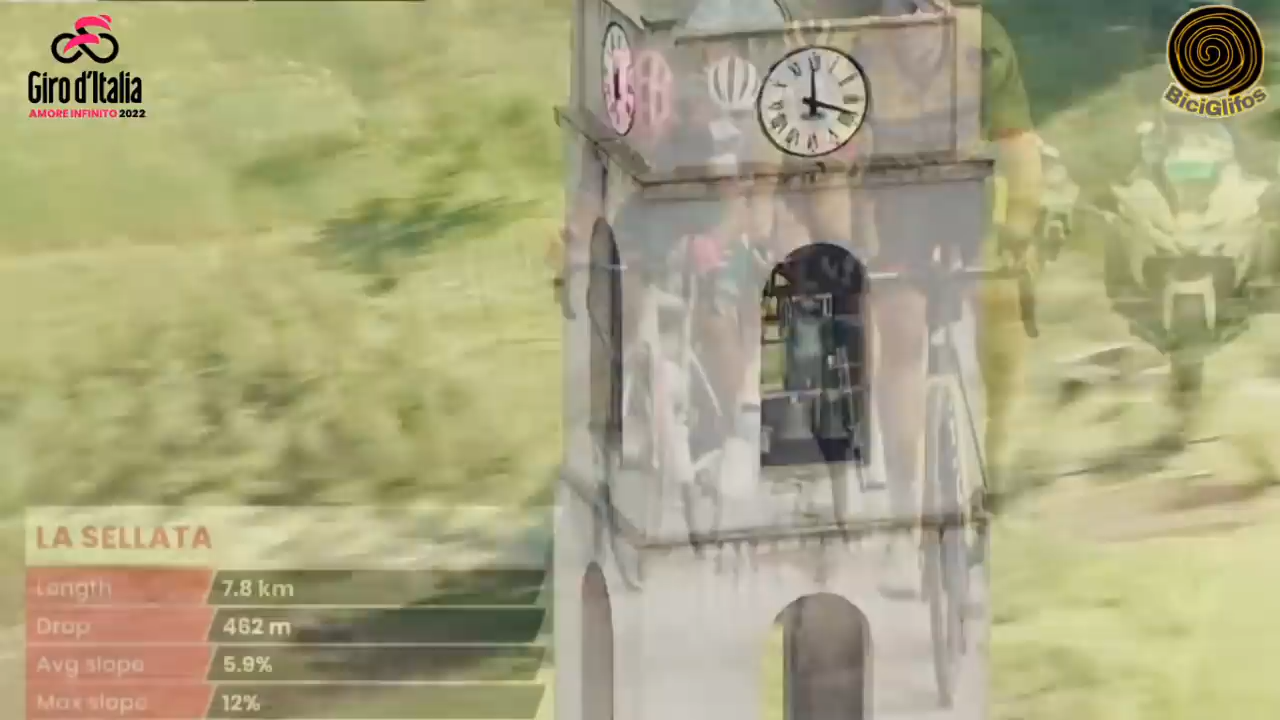 Giro d'Italia
AMORE INFINITO 2022
BiciGlifos
LA SELLATA
Length 7.8 km
Drop 462 m
Avg slope 5.9%
Max slope 12%